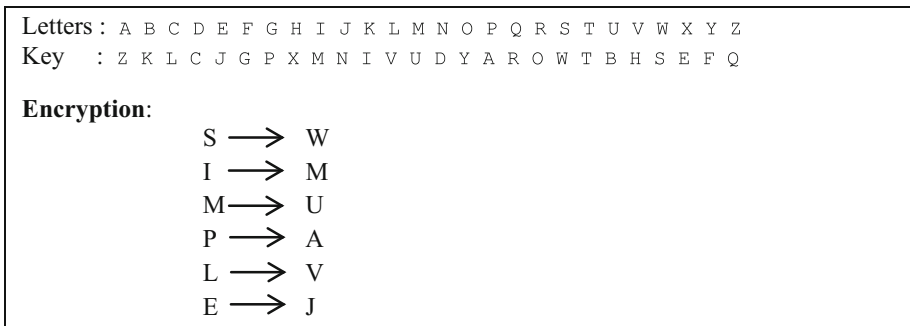 Letters : A B C D E F G H I J K L M N O P Q R S T U V W X Y Z
Key : Z K L C J G P X M N I V U D Y A R O W T B H S E F Q
Encryption:
S → W
I → M
M → U
P → A
L → V
E → J